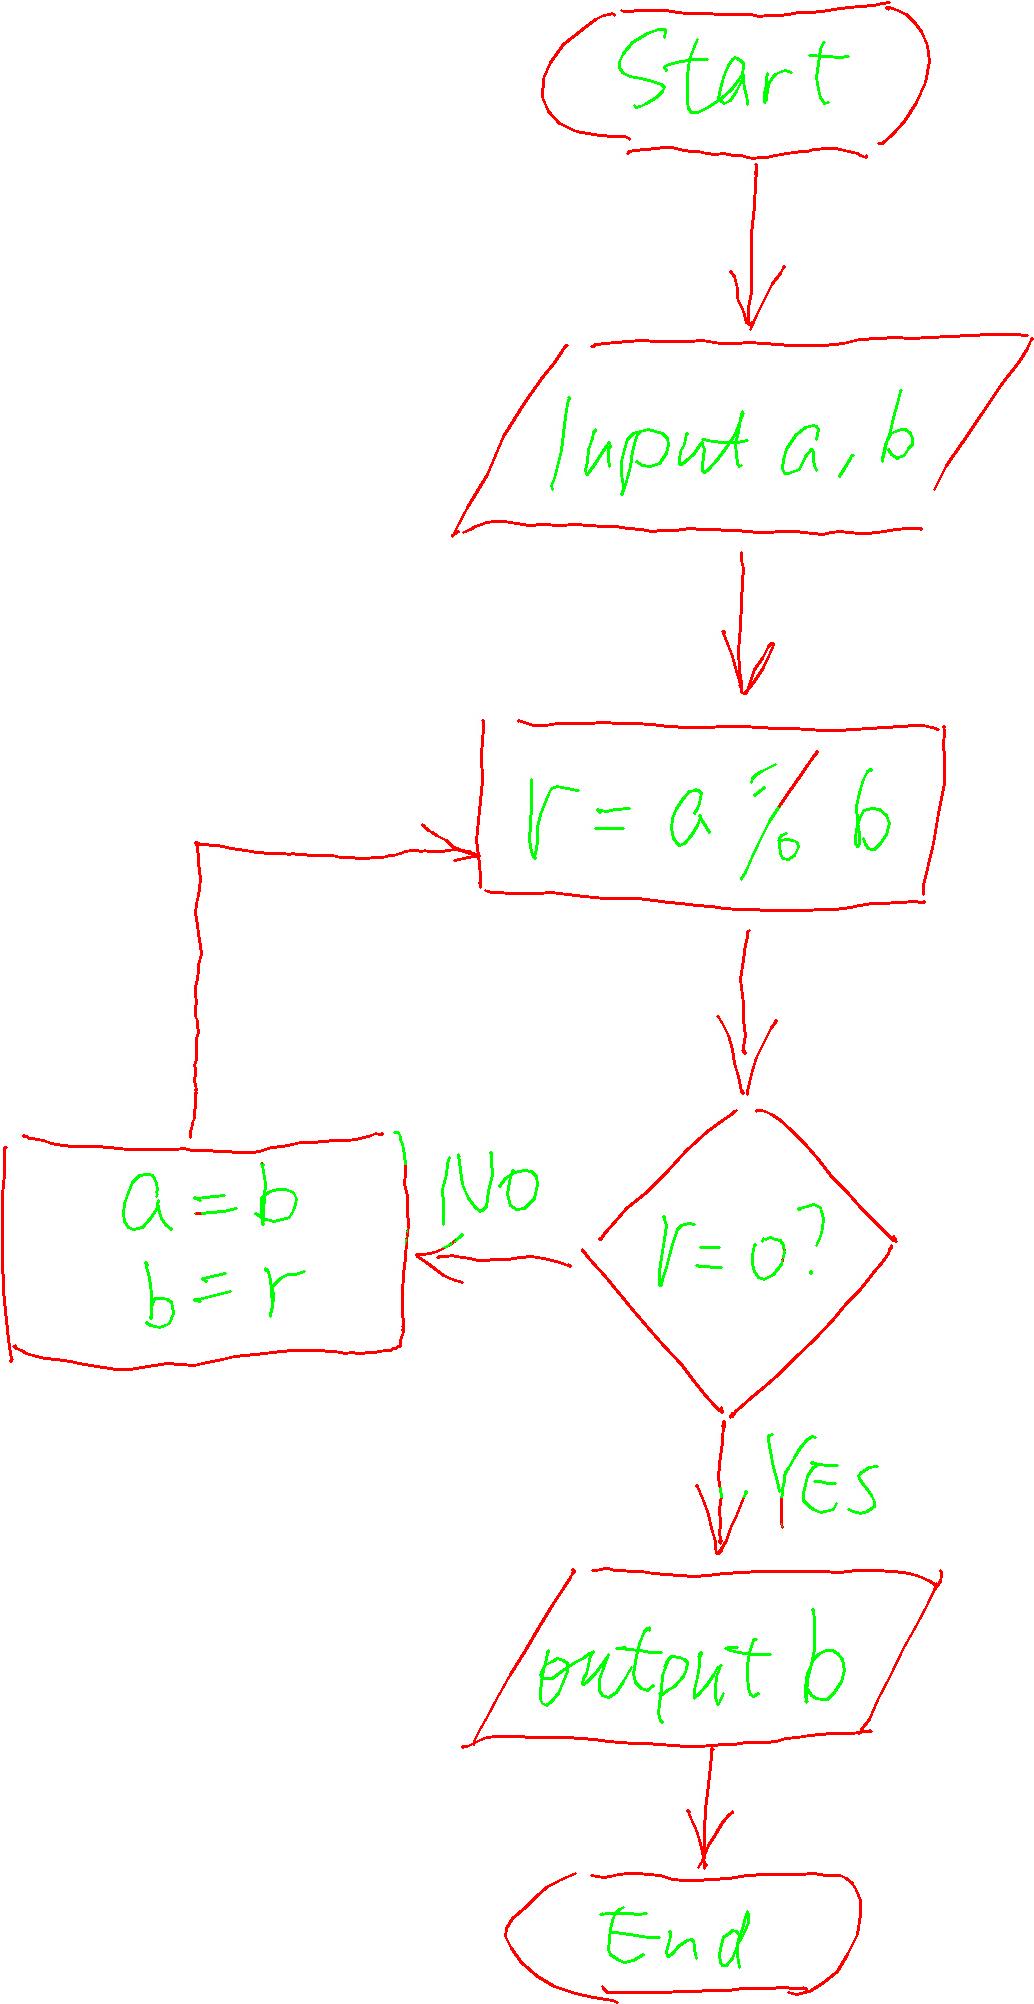 Start
Input a, b
r = a % b
r = 0?
NO
a = b
b = r
YES
output b
End